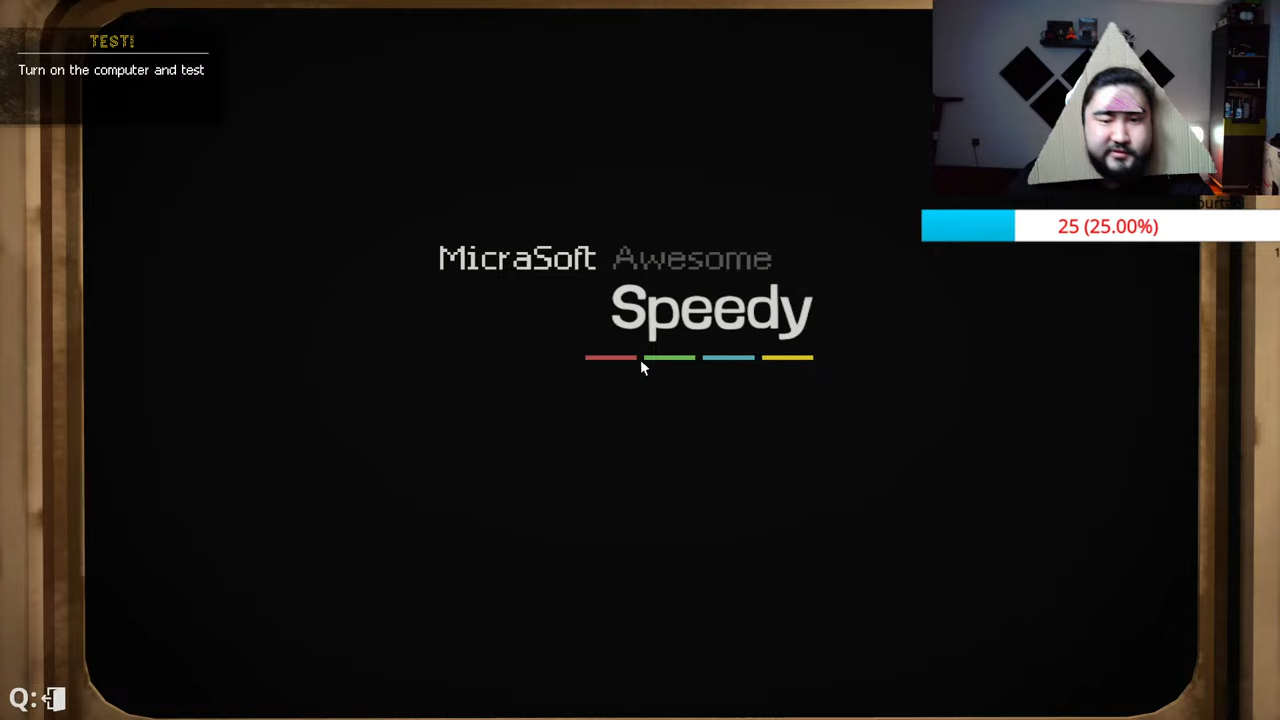 TEST!
Turn on the computer and test
25 (25.00%)
MicraSoft Awesome
Speedy
Q: